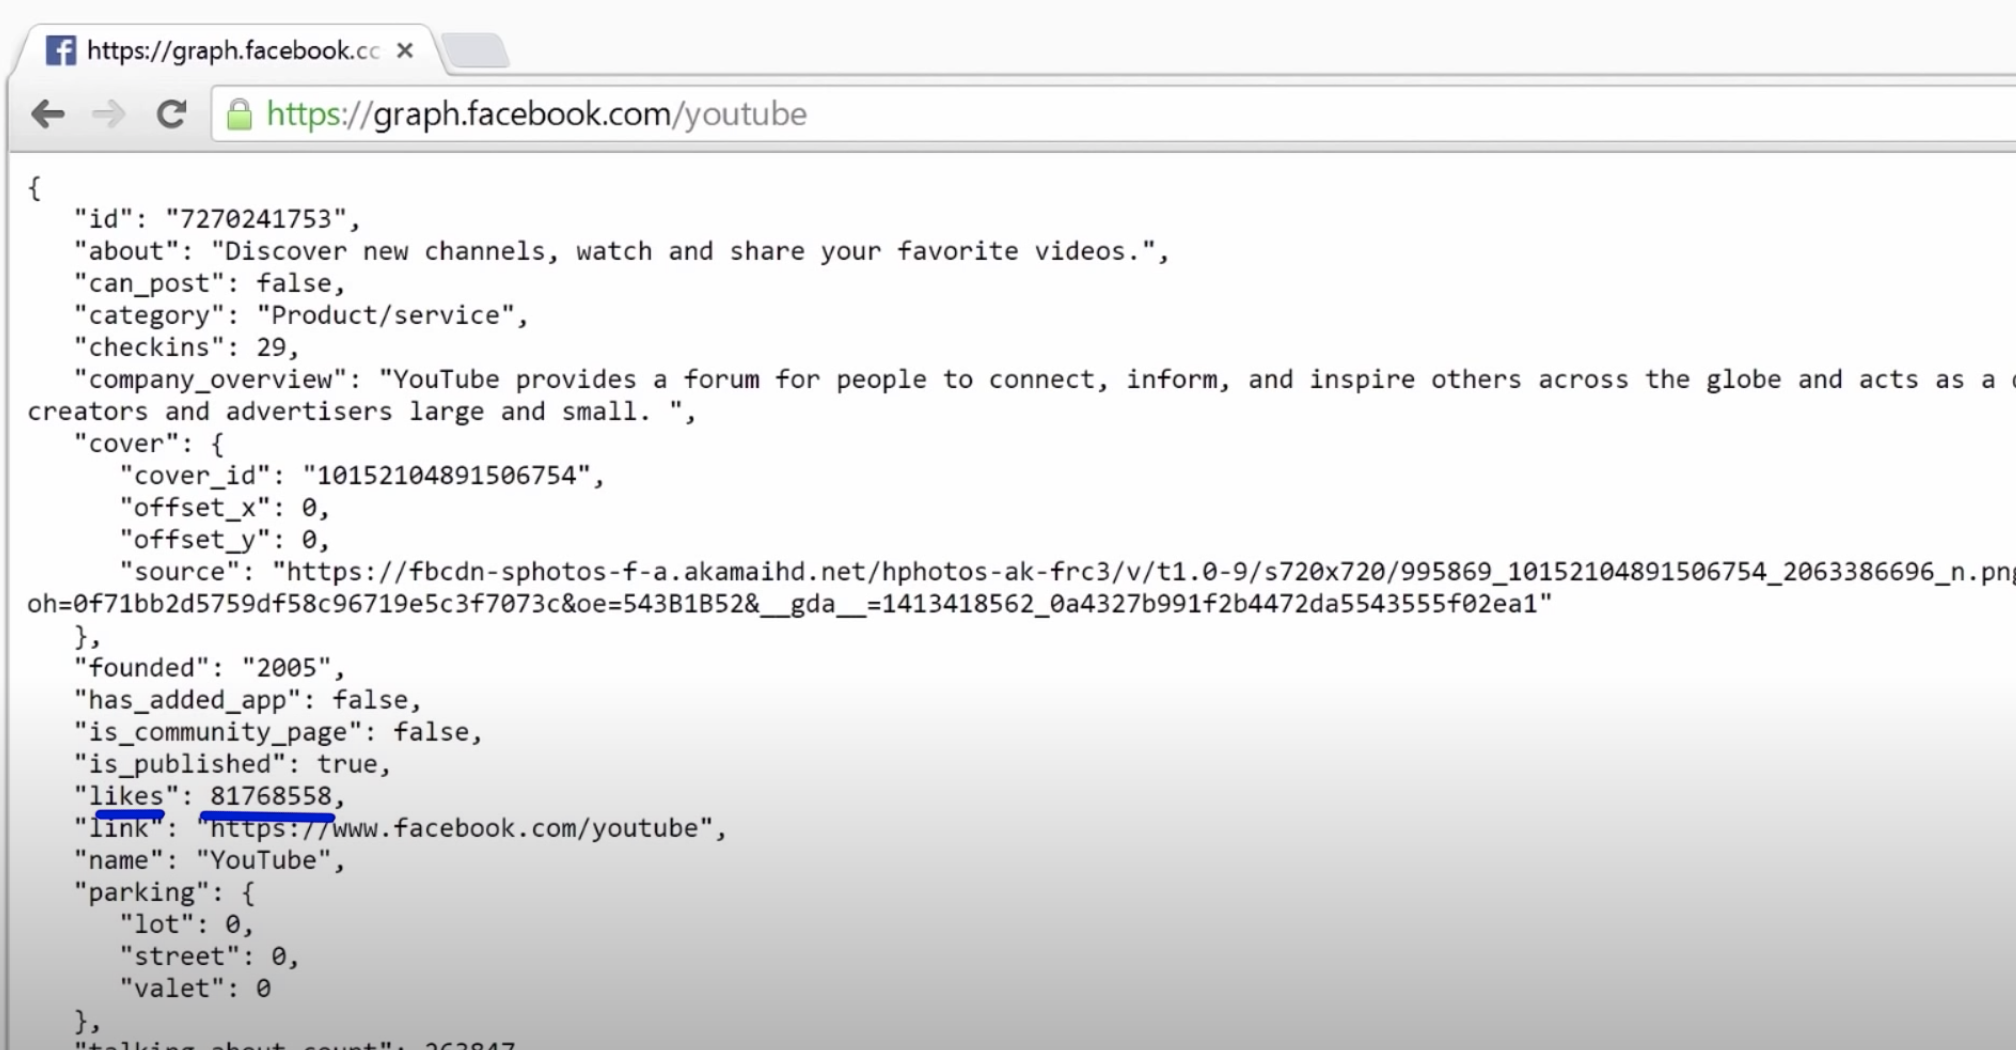 https://graph.facebook.cc
https://graph.facebook.com/youtube
{
"id": "7270241753",
"about": "Discover new channels, watch and share your favorite videos.",
"can_post": false,
"category": "Product/service",
"checkins": 29,
"company_overview": "YouTube provides a forum for people to connect, inform, and inspire others across the globe and acts as a
creators and advertisers large and small. ",
"cover": {
"cover_id": "10152104891506754",
"offset_x": 0,
"offset_y": 0,
"source": "https://fbcdn-sphotos-f-a.akamaihd.net/hphotos-ak-frc3/v/t1.0-9/s720x720/995869_10152104891506754_2063386696_n.png
oh=0f71bb2d5759df58c96719e5c3f7073c&oe=543B1B52&__gda__=1413418562_0a4327b991f2b4472da5543555f02ea1"
},
"founded": "2005",
"has_added_app": false,
"is_community_page": false,
"is_published": true,
"likes": 81768558,
"link": "https://www.facebook.com/youtube",
"name": "YouTube",
"parking": {
"lot": 0,
"street": 0,
"valet": 0
},
"talking_about_count": 263847